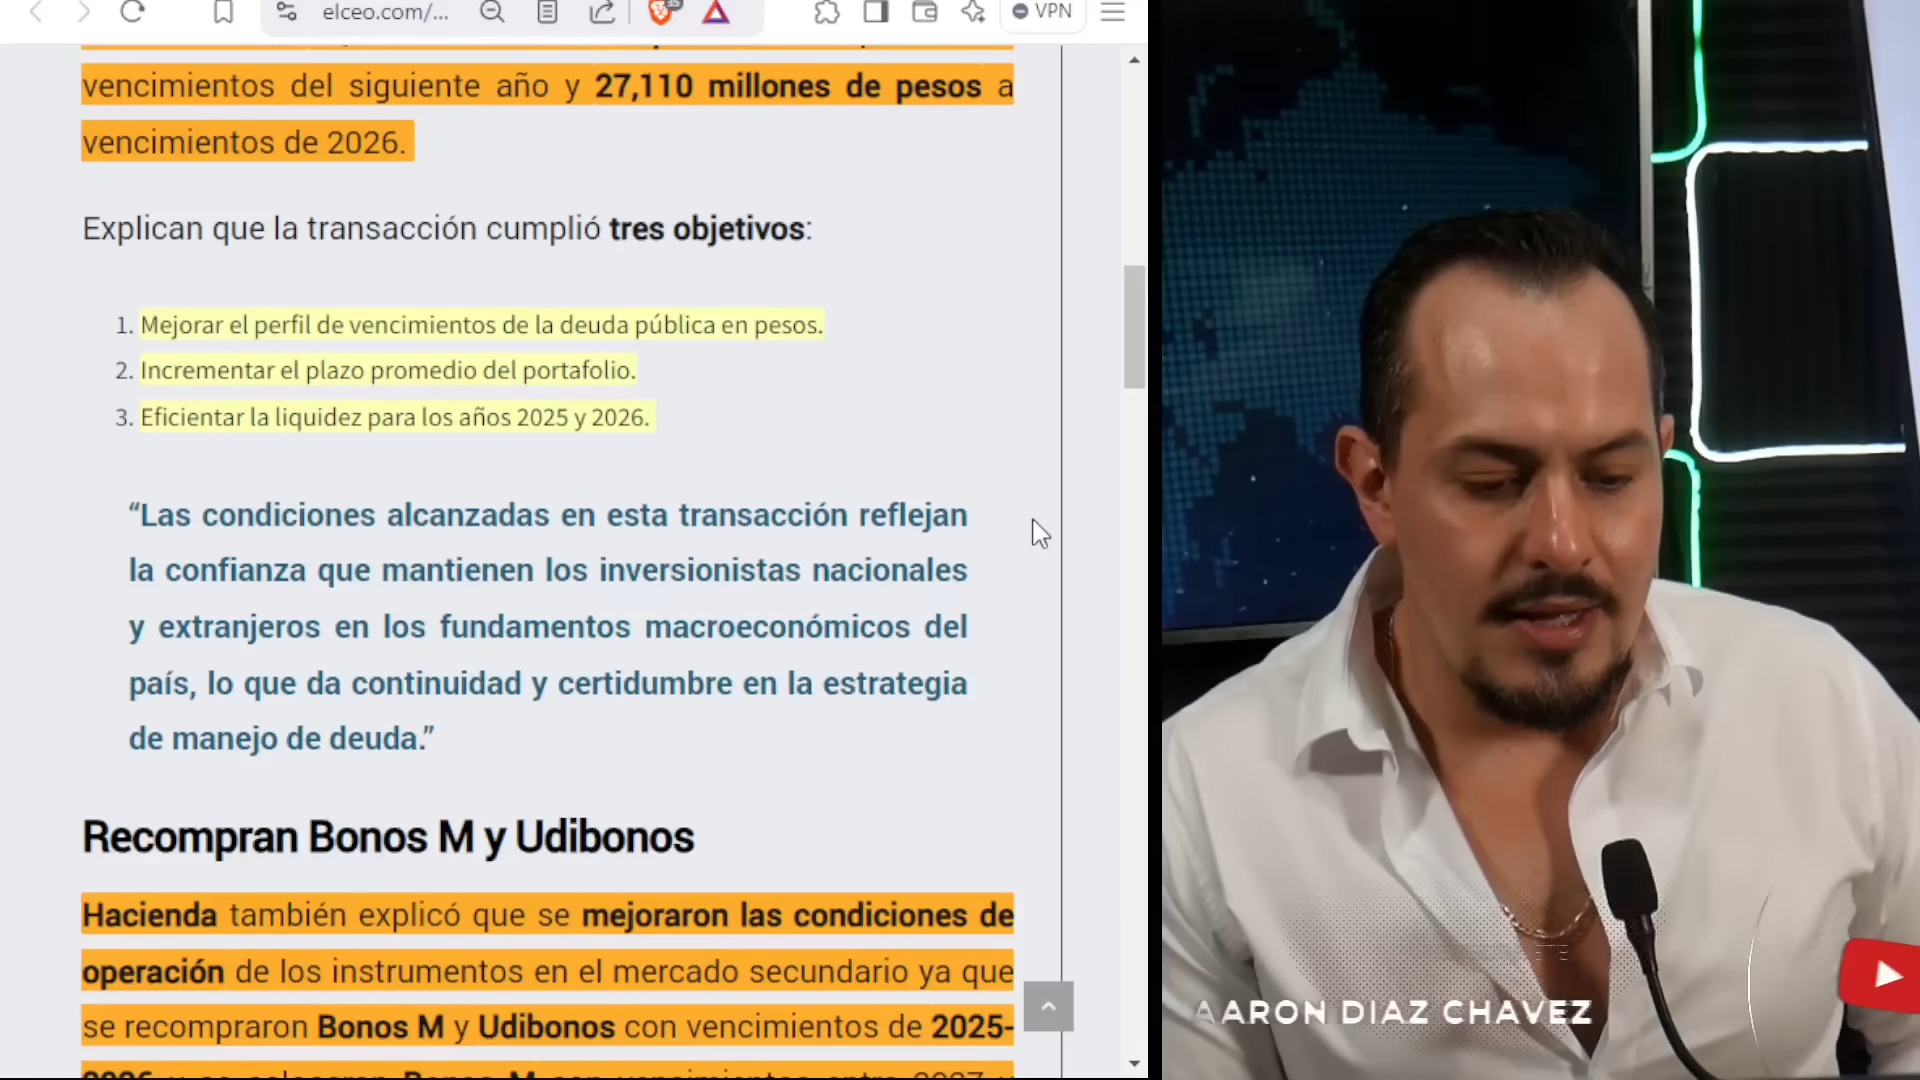 elceo.com/...
VPN
vencimientos del siguiente año y 27,110 millones de pesos a
vencimientos de 2026.
Explican que la transacción cumplió tres objetivos:
1. Mejorar el perfil de vencimientos de la deuda pública en pesos.
2. Incrementar el plazo promedio del portafolio.
3. Eficientar la liquidez para los años 2025 y 2026.
“Las condiciones alcanzadas en esta transacción reflejan
la confianza que mantienen los inversionistas nacionales
y extranjeros en los fundamentos macroeconómicos del
país, lo que da continuidad y certidumbre en la estrategia
de manejo de deuda.”
Recompran Bonos M y Udibonos
Hacienda también explicó que se mejoraron las condiciones de
operación de los instrumentos en el mercado secundario ya que
se recompraron Bonos M y Udibonos con vencimientos de 2025-
AARON DIAZ CHAVEZ